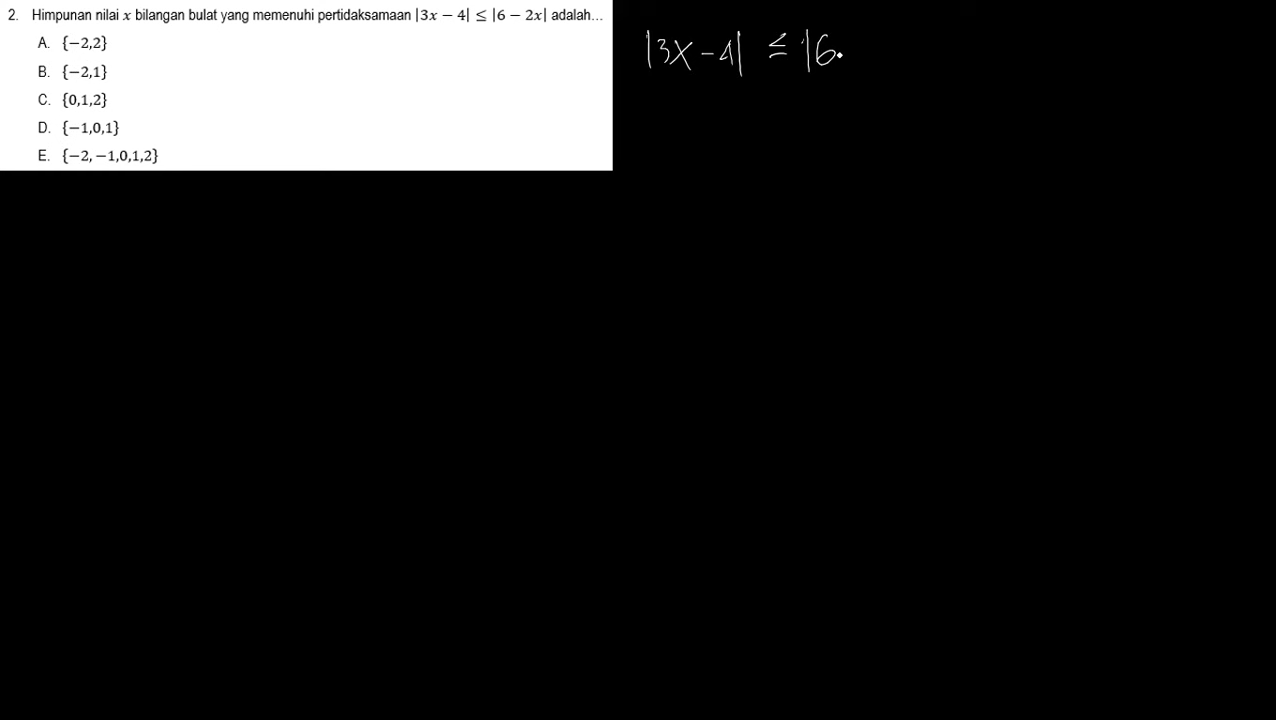 2. Himpunan nilai x bilangan bulat yang memenuhi pertidaksamaan |3x − 4| ≤ |6 − 2x| adalah...
A. {−2,2}
B. {−2,1}
C. {0,1,2}
D. {−1,0,1}
E. {−2,−1,0,1,2}
|3x − 4| ≤ |6